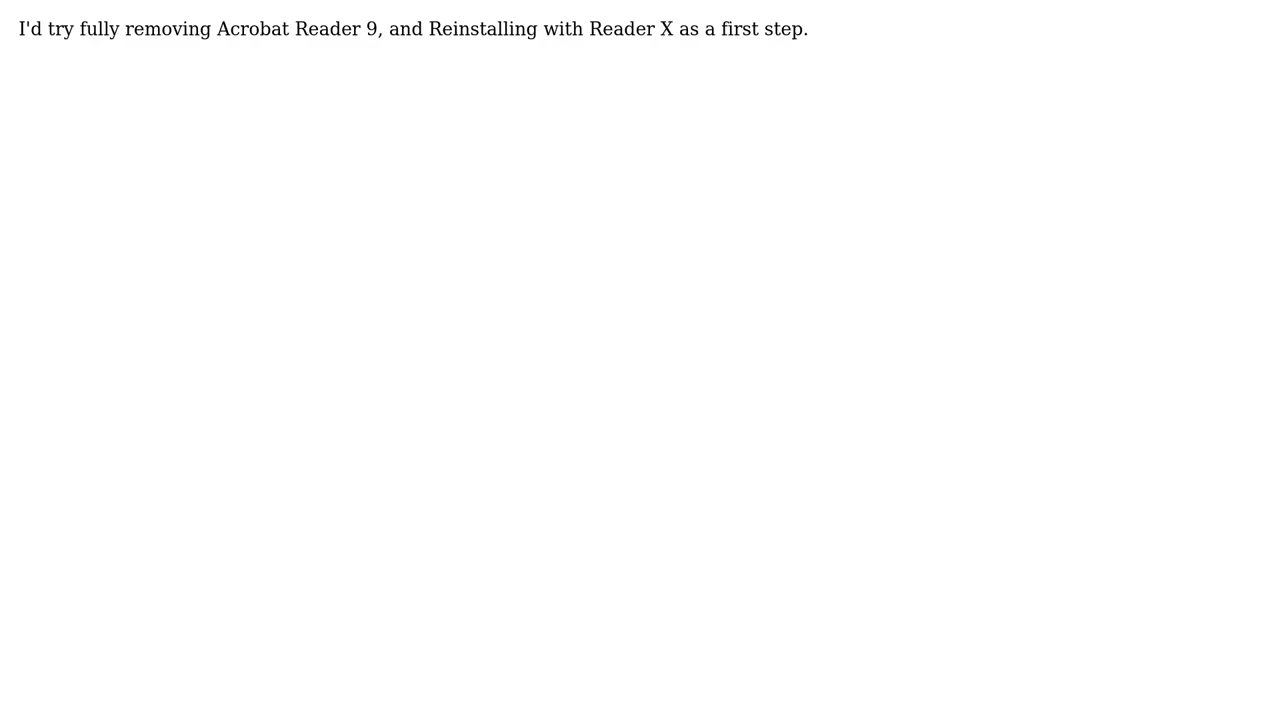 I'd try fully removing Acrobat Reader 9, and Reinstalling with Reader X as a first step.